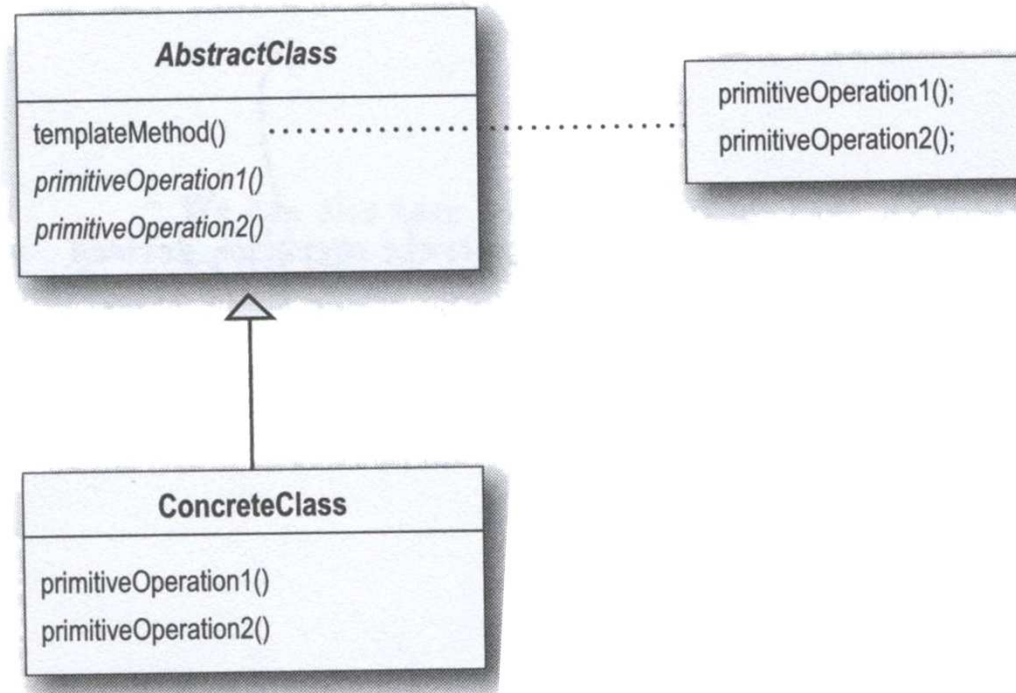 AbstractClass
templateMethod()
primitiveOperation1()
primitiveOperation2()
primitiveOperation1();
primitiveOperation2();
ConcreteClass
primitiveOperation1()
primitiveOperation2()